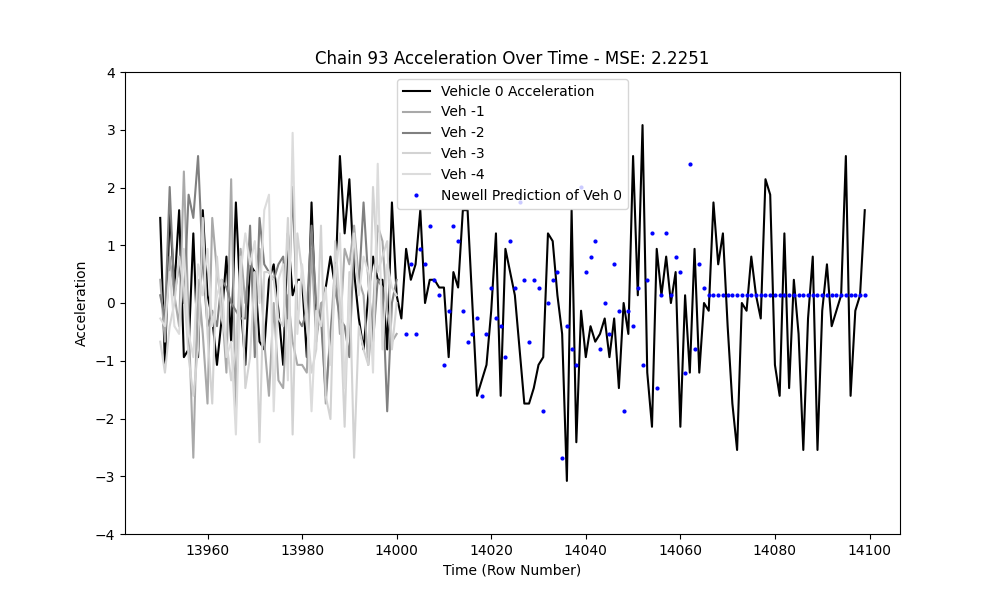 Chain 93 Acceleration Over Time - MSE: 2.2251
Vehicle 0 Acceleration
Veh -1
Veh -2
Veh -3
Veh -4
Newell Prediction of Veh 0
Acceleration
4
3
2
1
0
−1
−2
−3
−4
13960 13980 14000 14020 14040 14060 14080 14100
Time (Row Number)